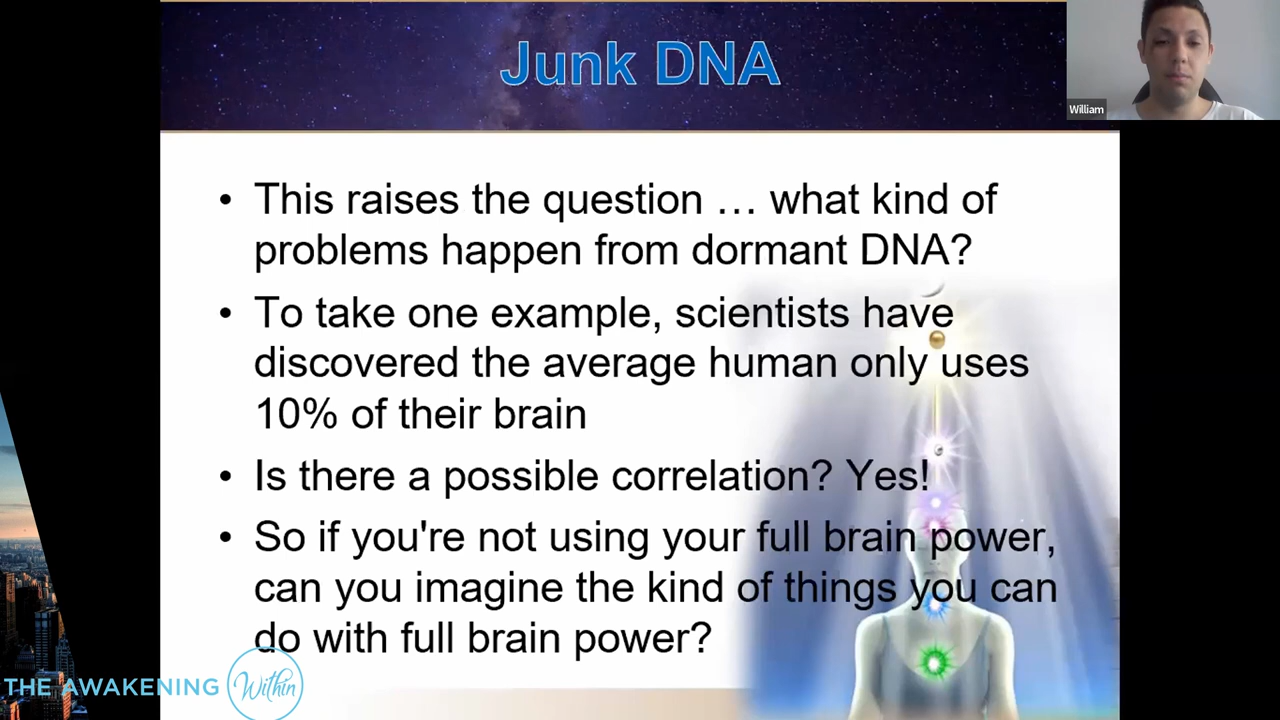 Junk DNA
William
• This raises the question … what kind of
problems happen from dormant DNA?
• To take one example, scientists have
discovered the average human only uses
10% of their brain
• Is there a possible correlation? Yes!
• So if you're not using your full brain power,
can you imagine the kind of things you can
do with full brain power?
THE AWAKENING Within